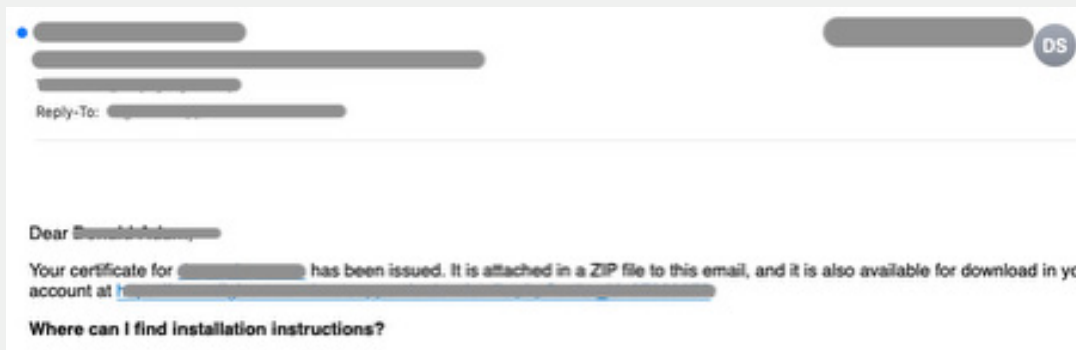 DS
Reply-To:
Dear
Your certificate for has been issued. It is attached in a ZIP file to this email, and it is also available for download in yo
account at
Where can I find installation instructions?